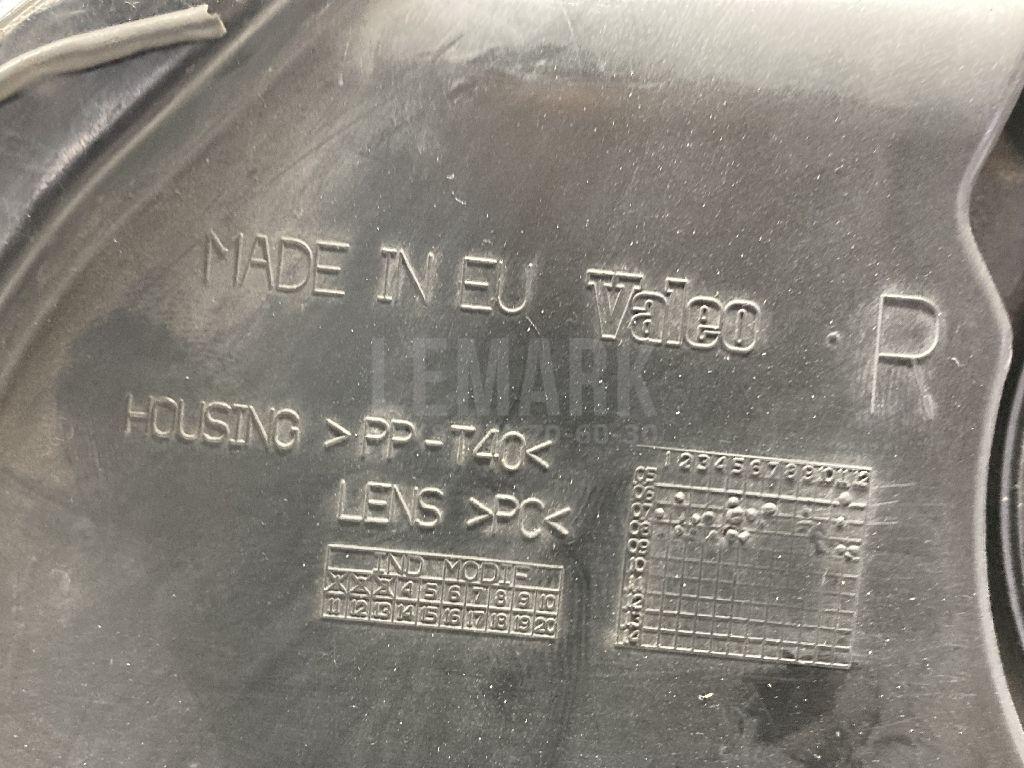 MADE IN EU Valeo R
LEMARK
HOUSING >PP-T40<
LENS >PC<
IND MODIF
4 5 6 7 8 9 10
11 12 13 14 15 16 17 18 19 20
1 2 3 4 5 6 7 8 9 10 11 12